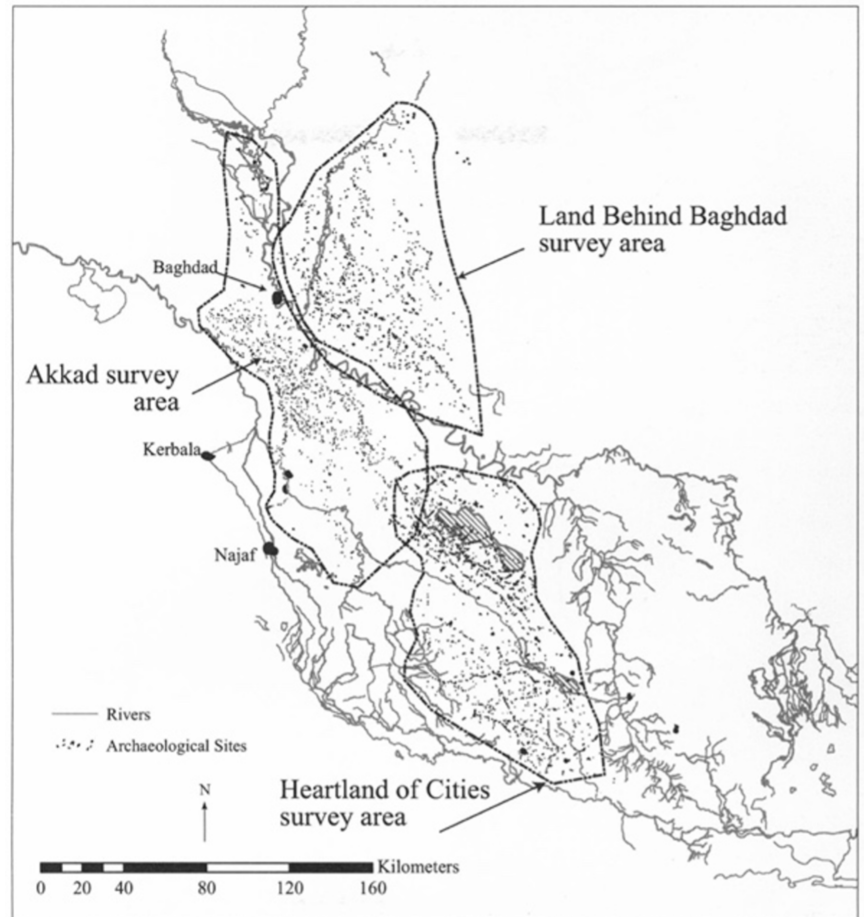 Land Behind Baghdad
survey area
Baghdad
Akkad survey
area
Kerbala
Najaf
Rivers
Archaeological Sites
N
Heartland of Cities
survey area
Kilometers
0 20 40 80 120 160